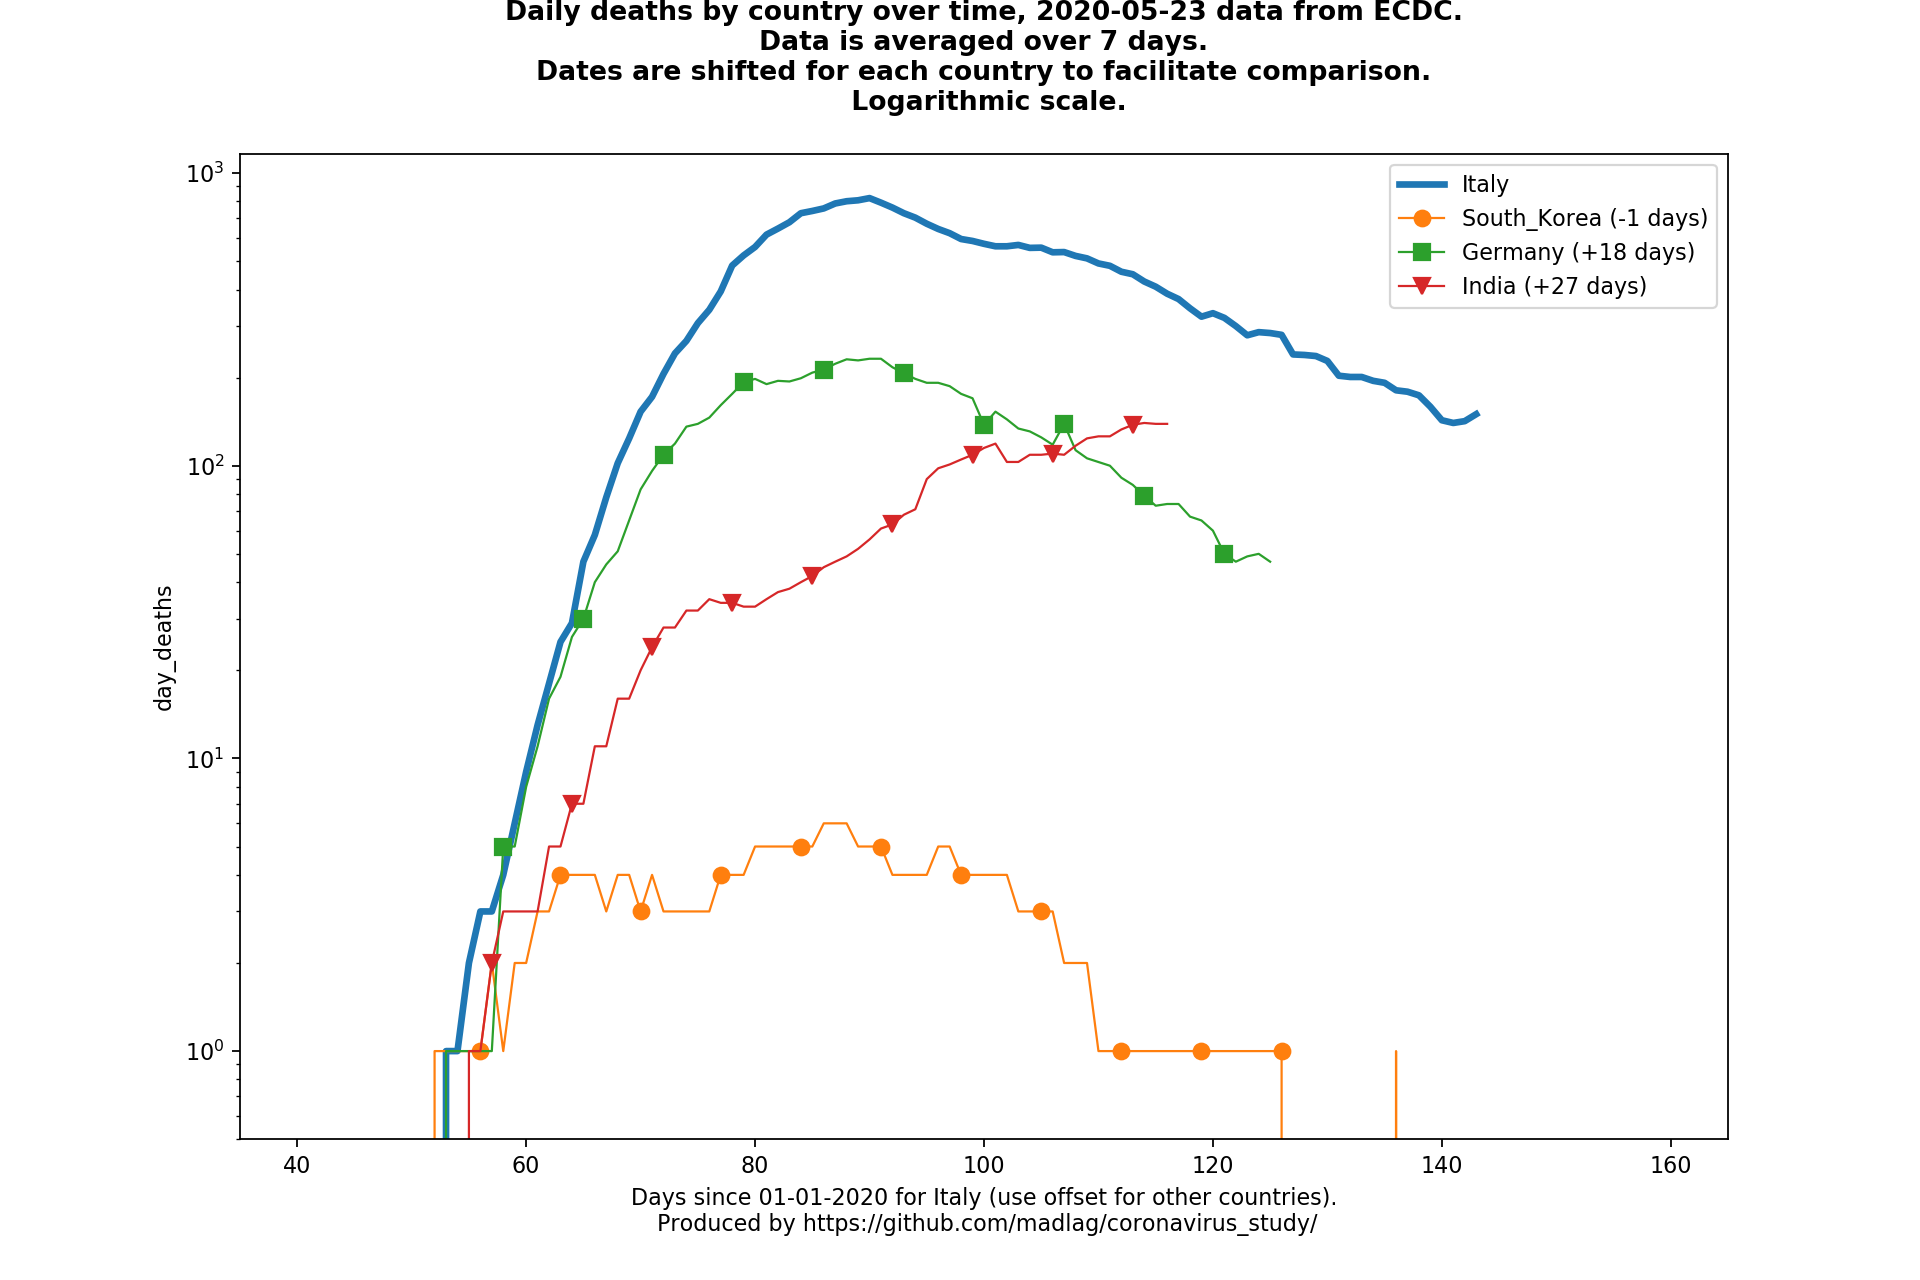 Daily deaths by country over time, 2020-05-23 data from ECDC.
Data is averaged over 7 days.
Dates are shifted for each country to facilitate comparison.
Logarithmic scale.
10³
10²
10¹
10⁰
day_deaths
Italy
South_Korea (-1 days)
Germany (+18 days)
India (+27 days)
40 60 80 100 120 140 160
Days since 01-01-2020 for Italy (use offset for other countries).
Produced by https://github.com/madlag/coronavirus_study/